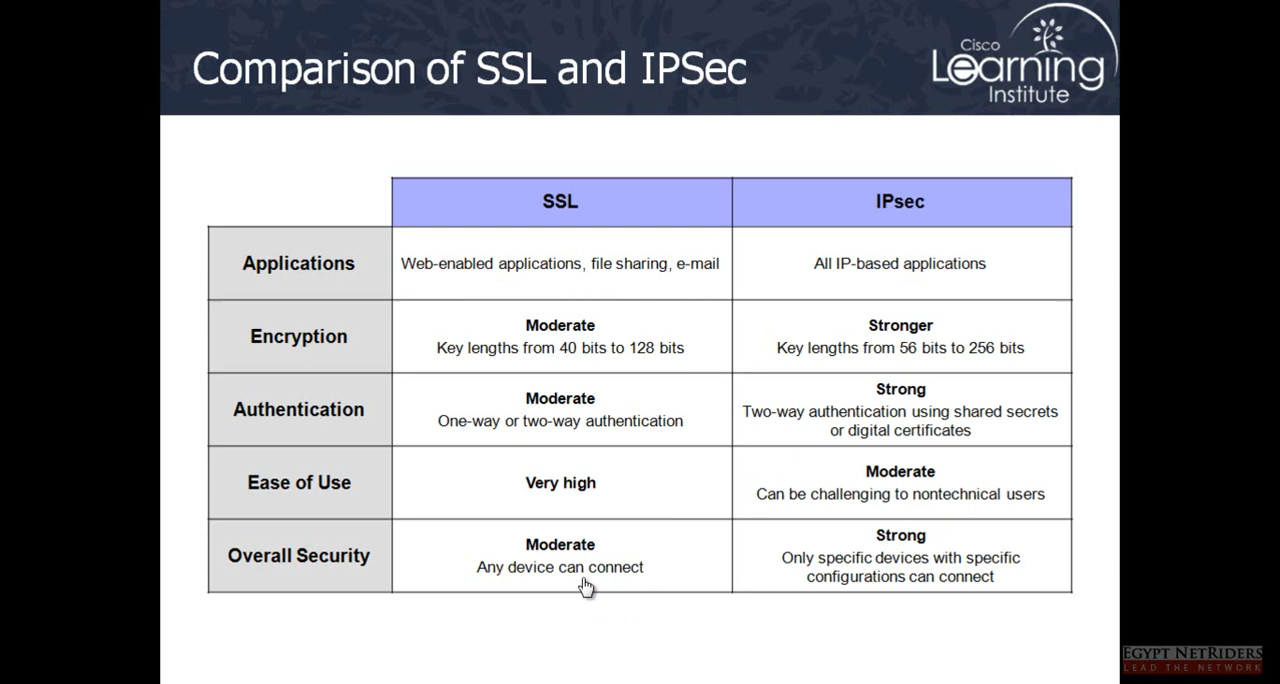 Comparison of SSL and IPSec
Cisco
Learning
Institute
SSL
IPsec
Applications
Web-enabled applications, file sharing, e-mail
All IP-based applications
Encryption
Moderate
Key lengths from 40 bits to 128 bits
Stronger
Key lengths from 56 bits to 256 bits
Authentication
Moderate
One-way or two-way authentication
Strong
Two-way authentication using shared secrets
or digital certificates
Ease of Use
Very high
Moderate
Can be challenging to nontechnical users
Overall Security
Moderate
Any device can connect
Strong
Only specific devices with specific
configurations can connect
EGYPT NETRIDERS
LEAD THE NETWORK